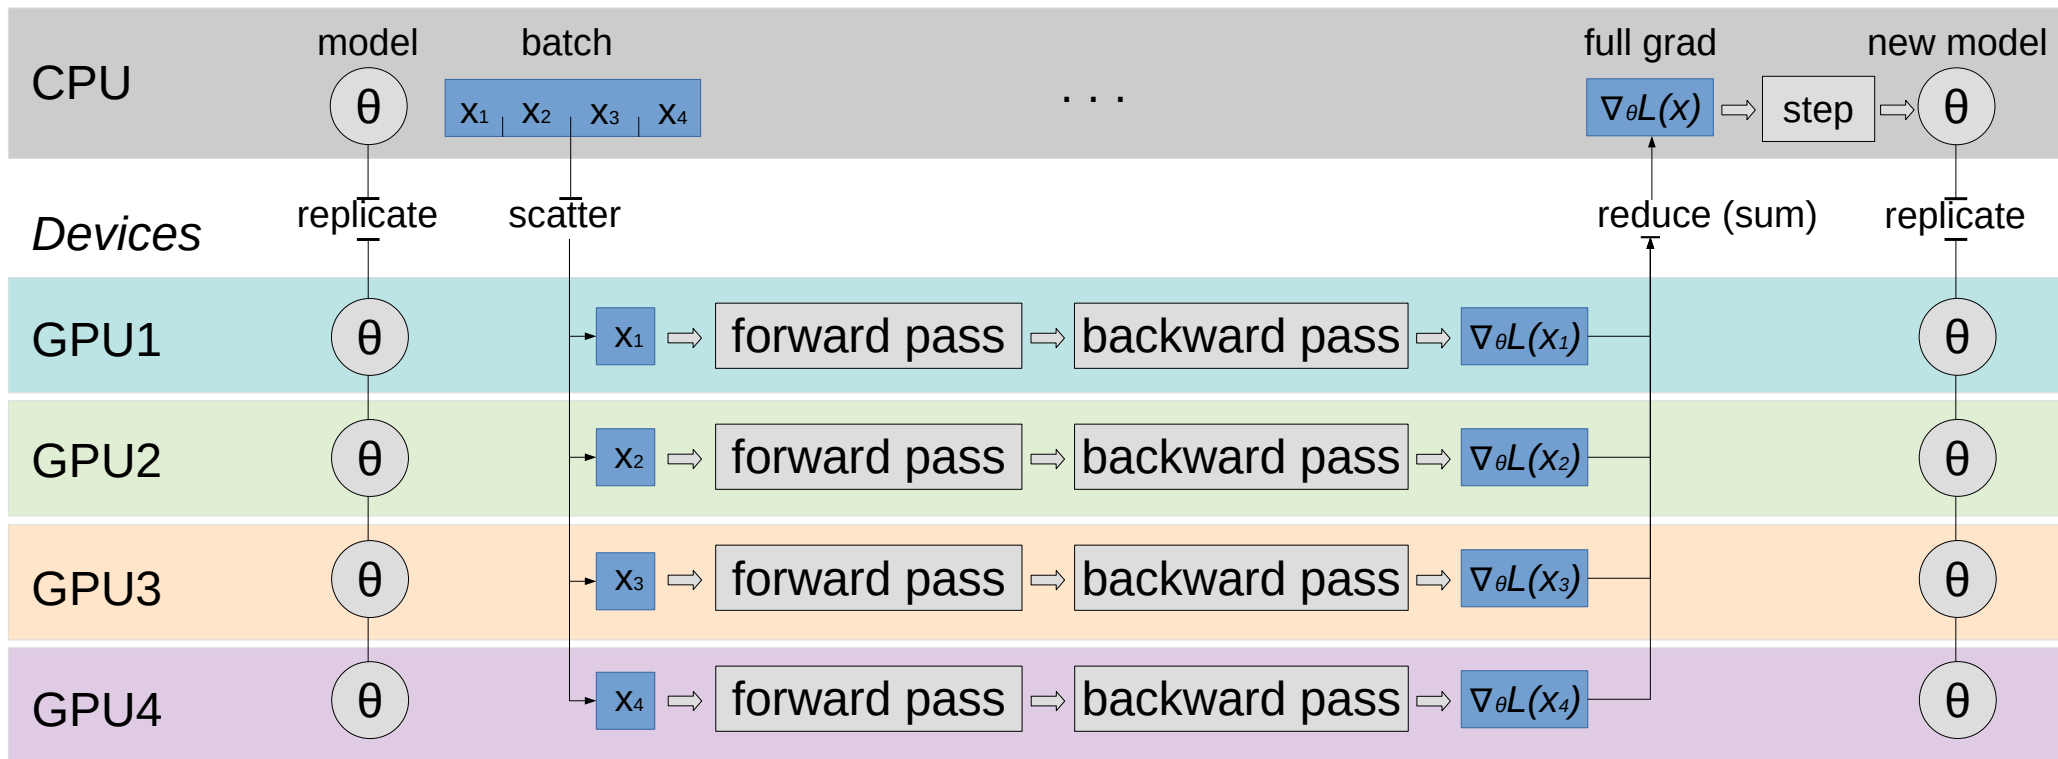 model batch full grad new model
CPU θ x₁ x₂ x₃ x₄ . . . ∇θL(x) step θ
Devices replicate scatter reduce (sum) replicate
GPU1 θ x₁ forward pass backward pass ∇θL(x₁) θ
GPU2 θ x₂ forward pass backward pass ∇θL(x₂) θ
GPU3 θ x₃ forward pass backward pass ∇θL(x₃) θ
GPU4 θ x₄ forward pass backward pass ∇θL(x₄) θ